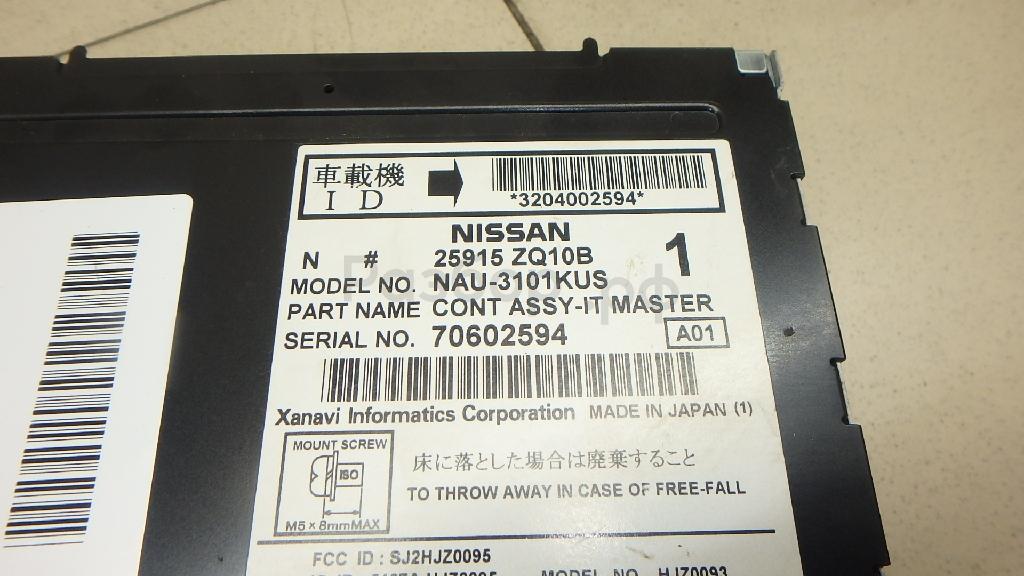 車載機
I D
*3204002594*
NISSAN
N # 25915 ZQ10B
1
MODEL NO. NAU-3101KUS
PART NAME CONT ASSY-IT MASTER
SERIAL NO. 70602594
A01
Xanavi Informatics Corporation MADE IN JAPAN (1)
MOUNT SCREW
ISO
M5×8mmMAX
床に落とした場合は廃棄すること
TO THROW AWAY IN CASE OF FREE-FALL
FCC ID : SJ2HJZ0095
MODEL NO. HJZ0093